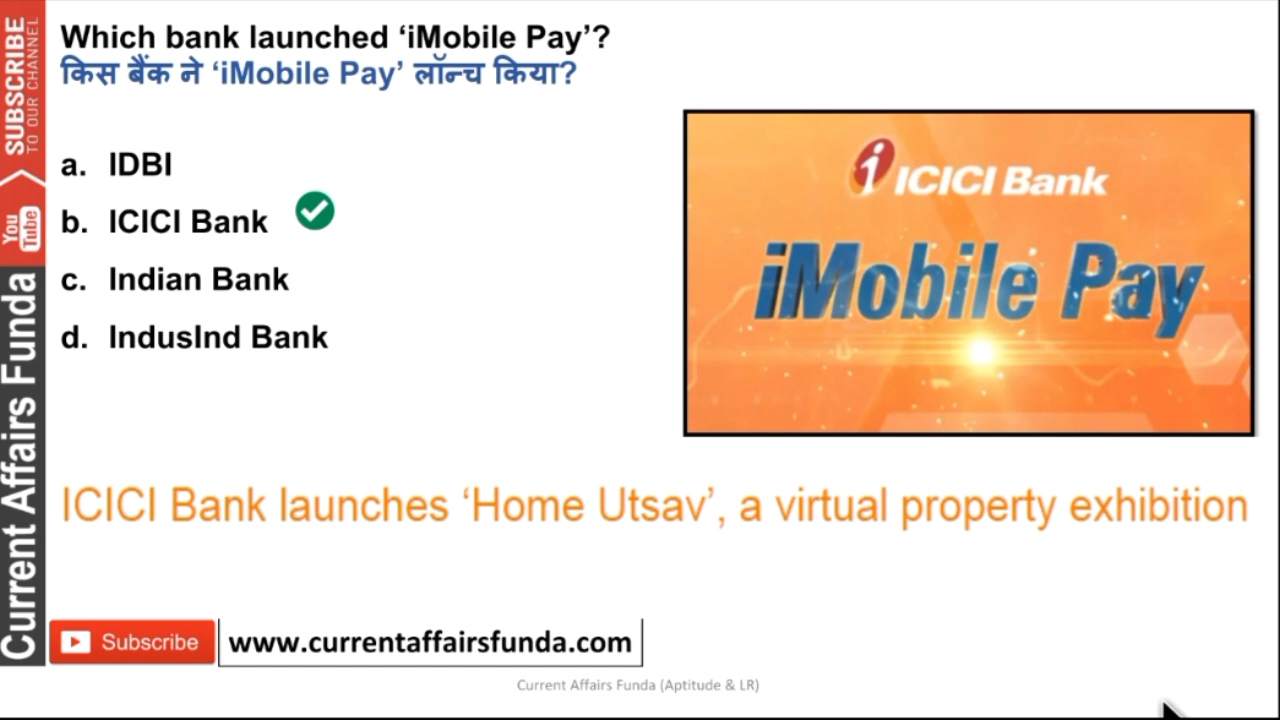 Which bank launched ‘iMobile Pay’?
किस बैंक ने ‘iMobile Pay’ लॉन्च किया?
a. IDBI
b. ICICI Bank
c. Indian Bank
d. IndusInd Bank
ICICI Bank
iMobile Pay
ICICI Bank launches ‘Home Utsav’, a virtual property exhibition
SUBSCRIBE
TO OUR CHANNEL
You
Tube
Current Affairs Funda
Subscribe
www.currentaffairsfunda.com
Current Affairs Funda (Aptitude & LR)